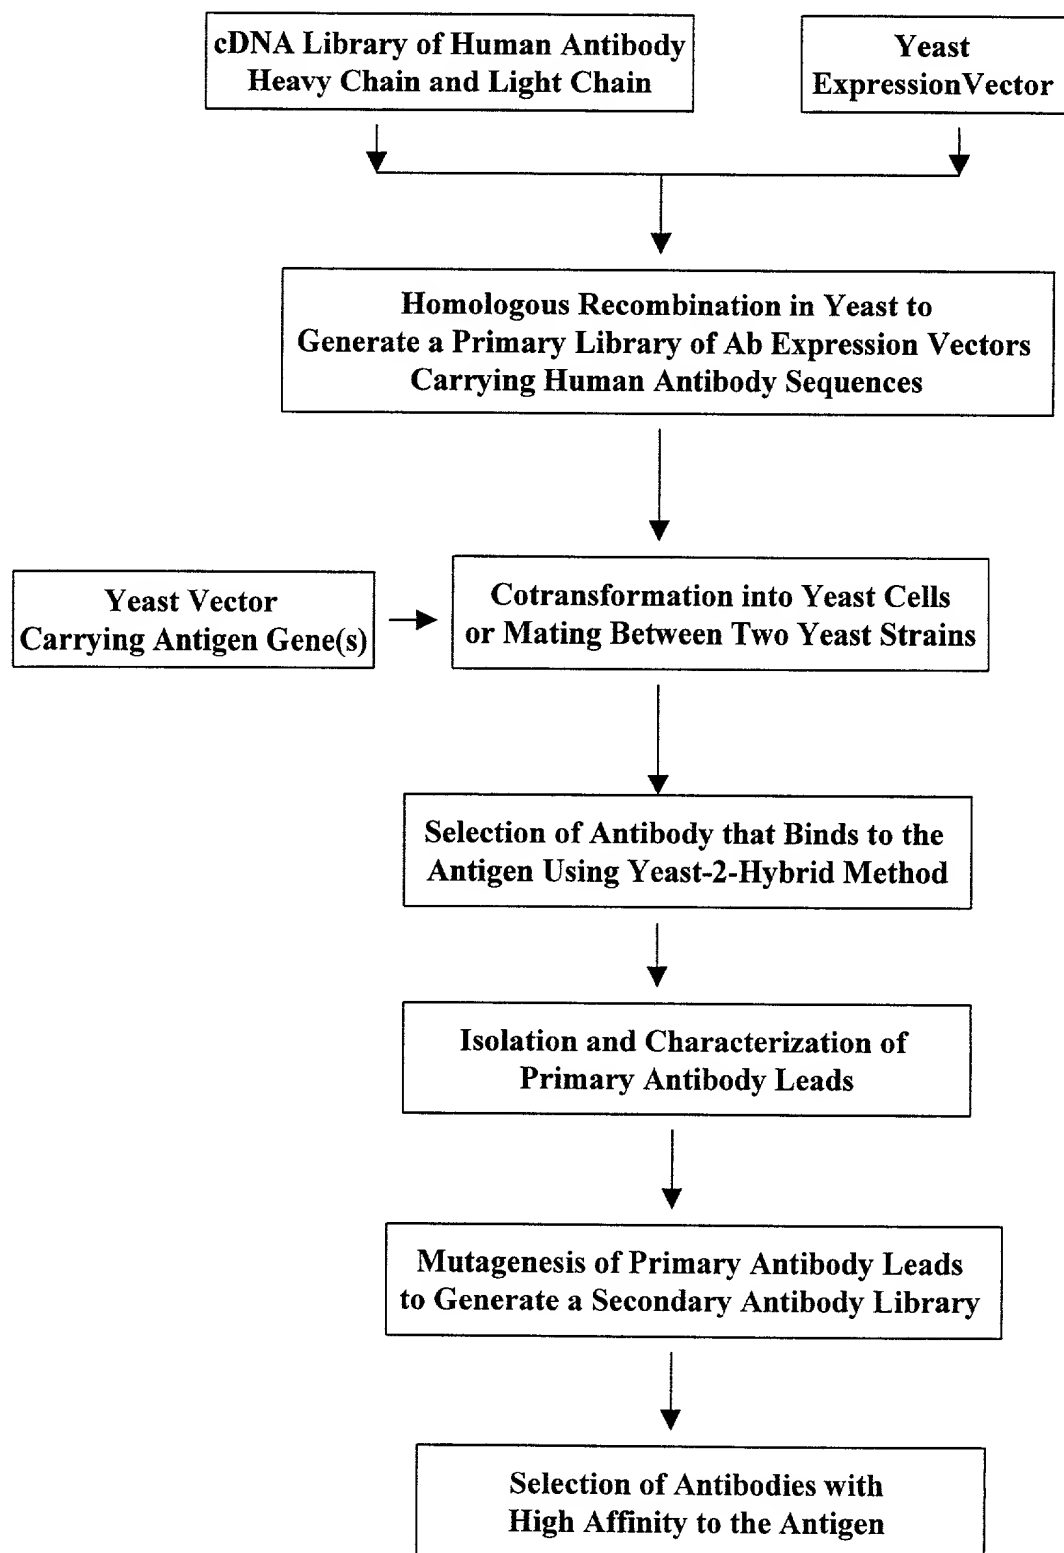 cDNA Library of Human Antibody
Heavy Chain and Light Chain
Yeast
ExpressionVector
Homologous Recombination in Yeast to
Generate a Primary Library of Ab Expression Vectors
Carrying Human Antibody Sequences
Yeast Vector
Carrying Antigen Gene(s)
Cotransformation into Yeast Cells
or Mating Between Two Yeast Strains
Selection of Antibody that Binds to the
Antigen Using Yeast-2-Hybrid Method
Isolation and Characterization of
Primary Antibody Leads
Mutagenesis of Primary Antibody Leads
to Generate a Secondary Antibody Library
Selection of Antibodies with
High Affinity to the Antigen